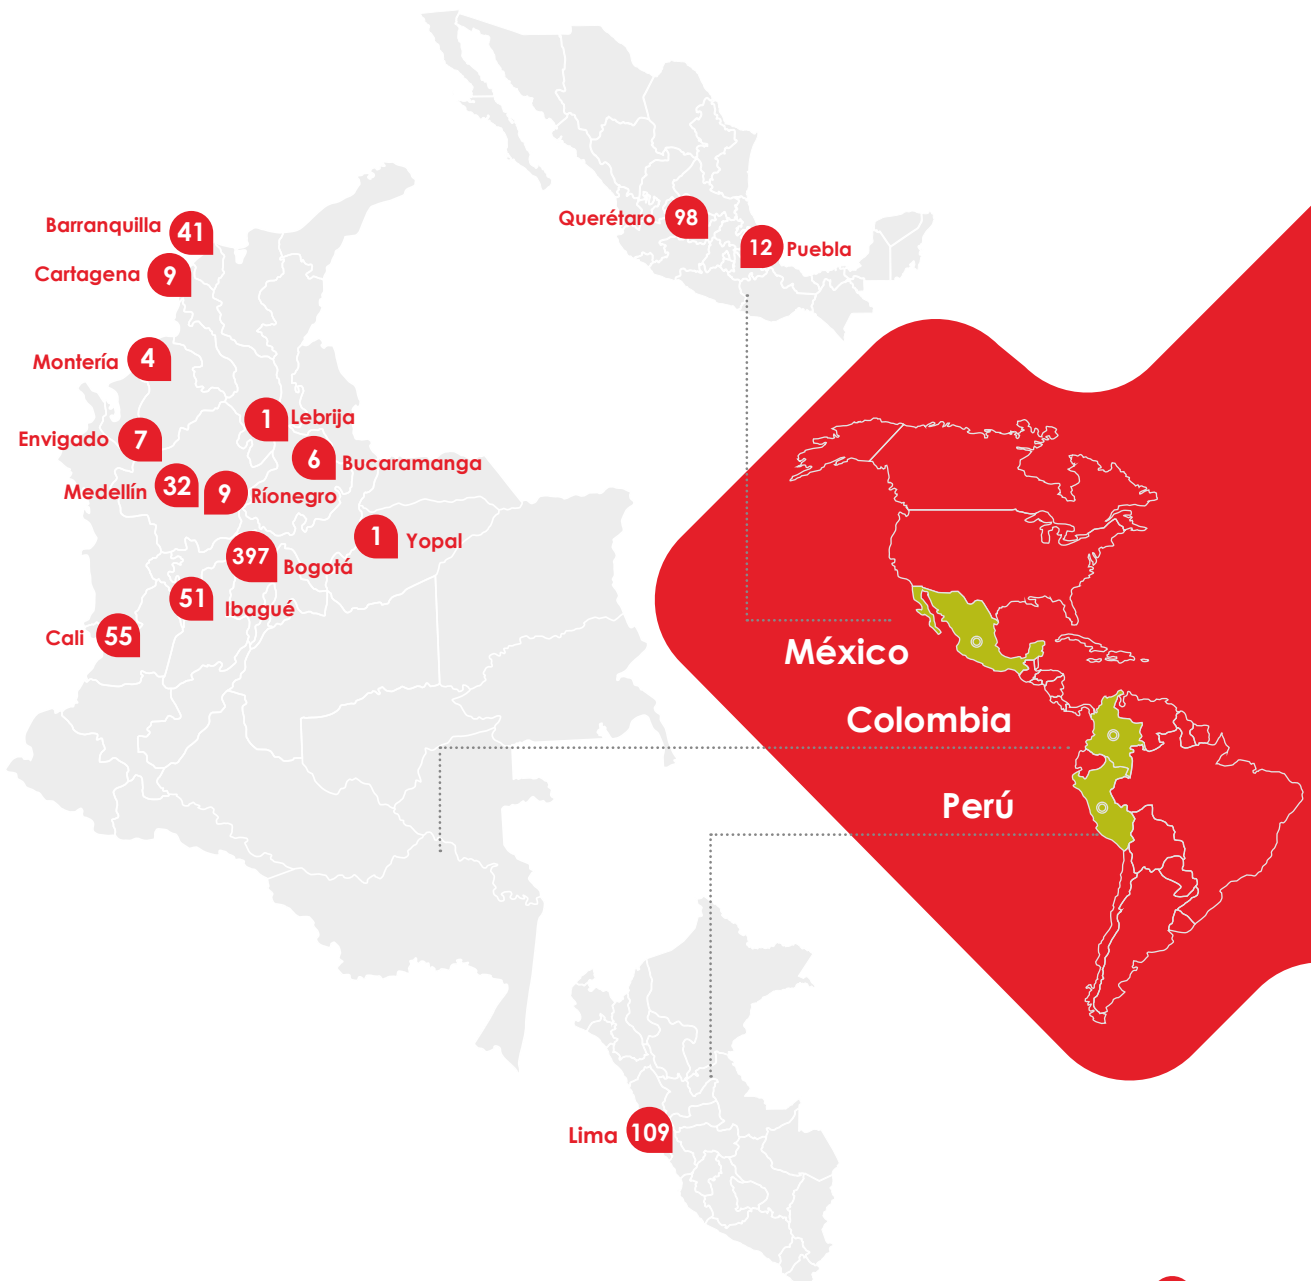 Querétaro 98
12 Puebla
Barranquilla 41
Cartagena 9
Montería 4
1 Lebrija
Envigado 7
6 Bucaramanga
Medellín 32
9 Ríonegro
1 Yopal
397 Bogotá
51 Ibagué
Cali 55
México
Colombia
Perú
Lima 109